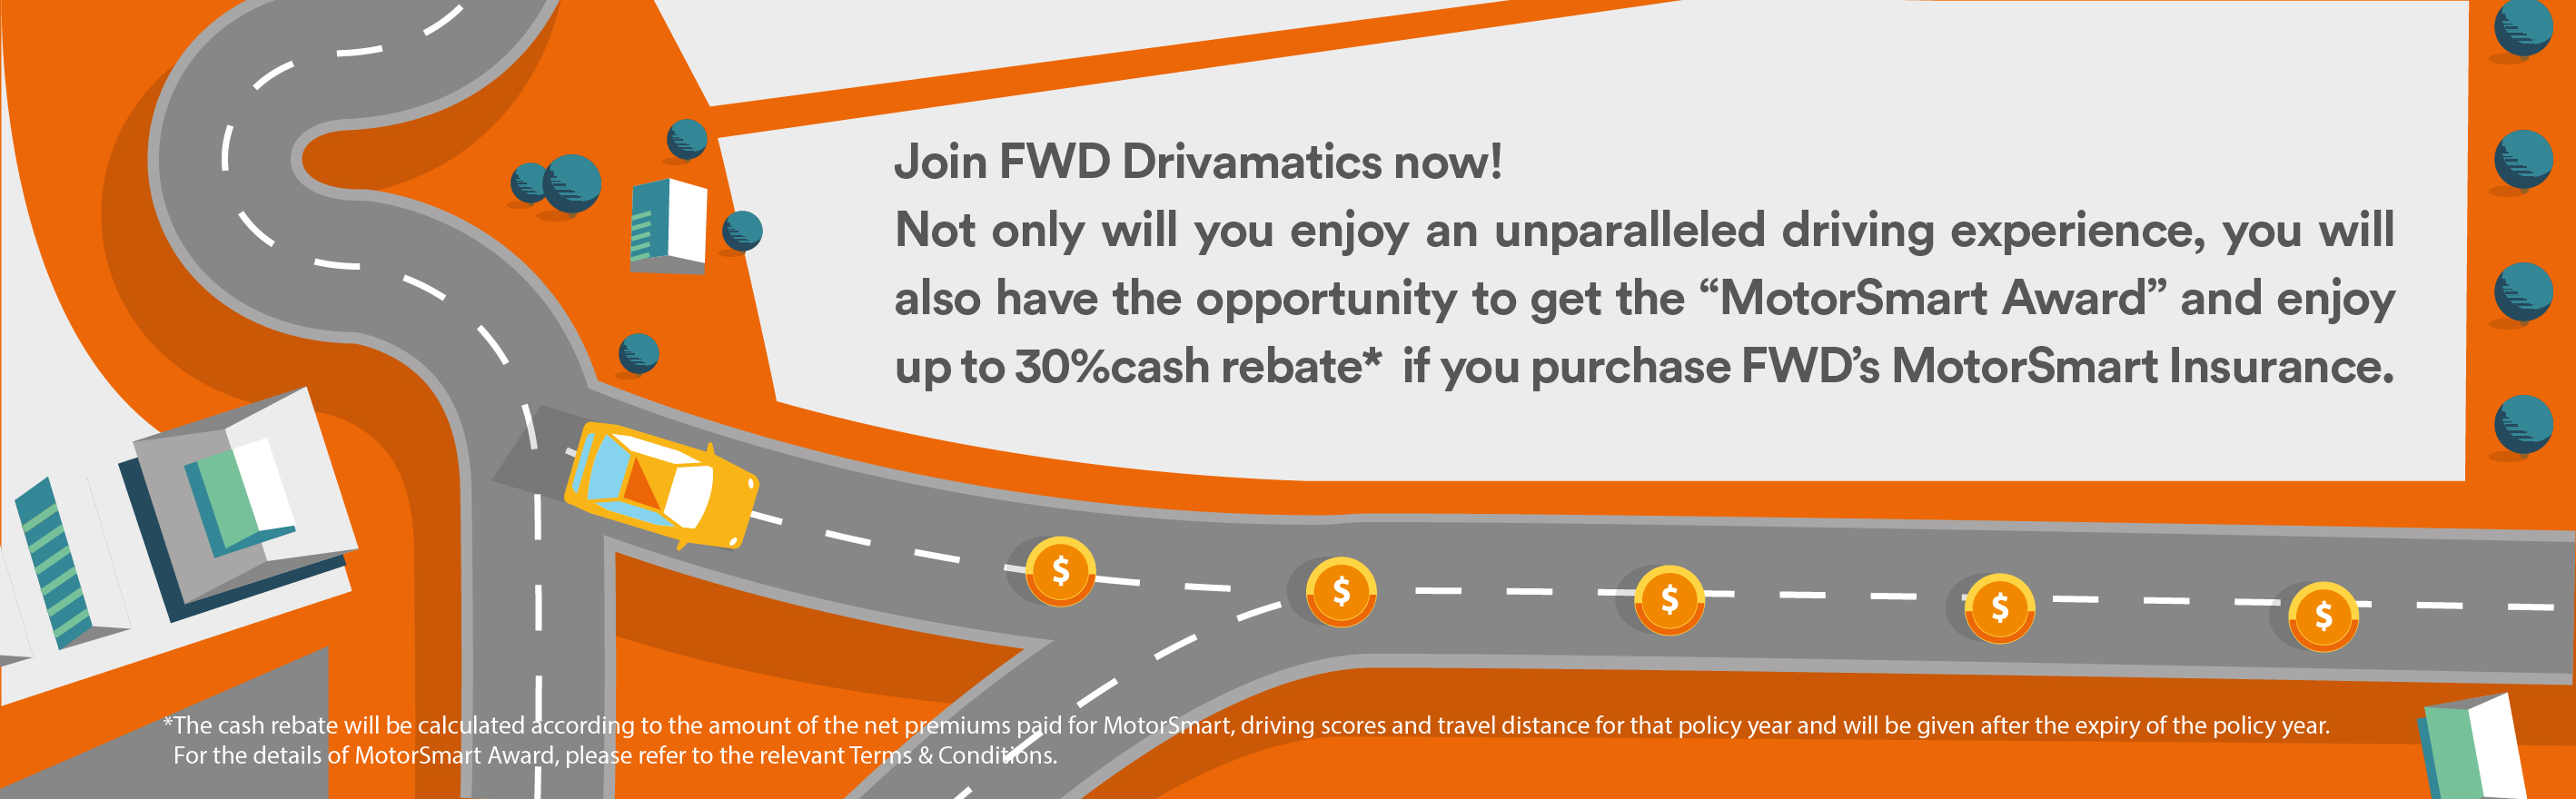 Join FWD Drivamatics now!
Not only will you enjoy an unparalleled driving experience, you will
also have the opportunity to get the “MotorSmart Award” and enjoy
up to 30%cash rebate* if you purchase FWD’s MotorSmart Insurance.
$ $ $ $ $
*The cash rebate will be calculated according to the amount of the net premiums paid for MotorSmart, driving scores and travel distance for that policy year and will be given after the expiry of the policy year.
For the details of MotorSmart Award, please refer to the relevant Terms & Conditions.